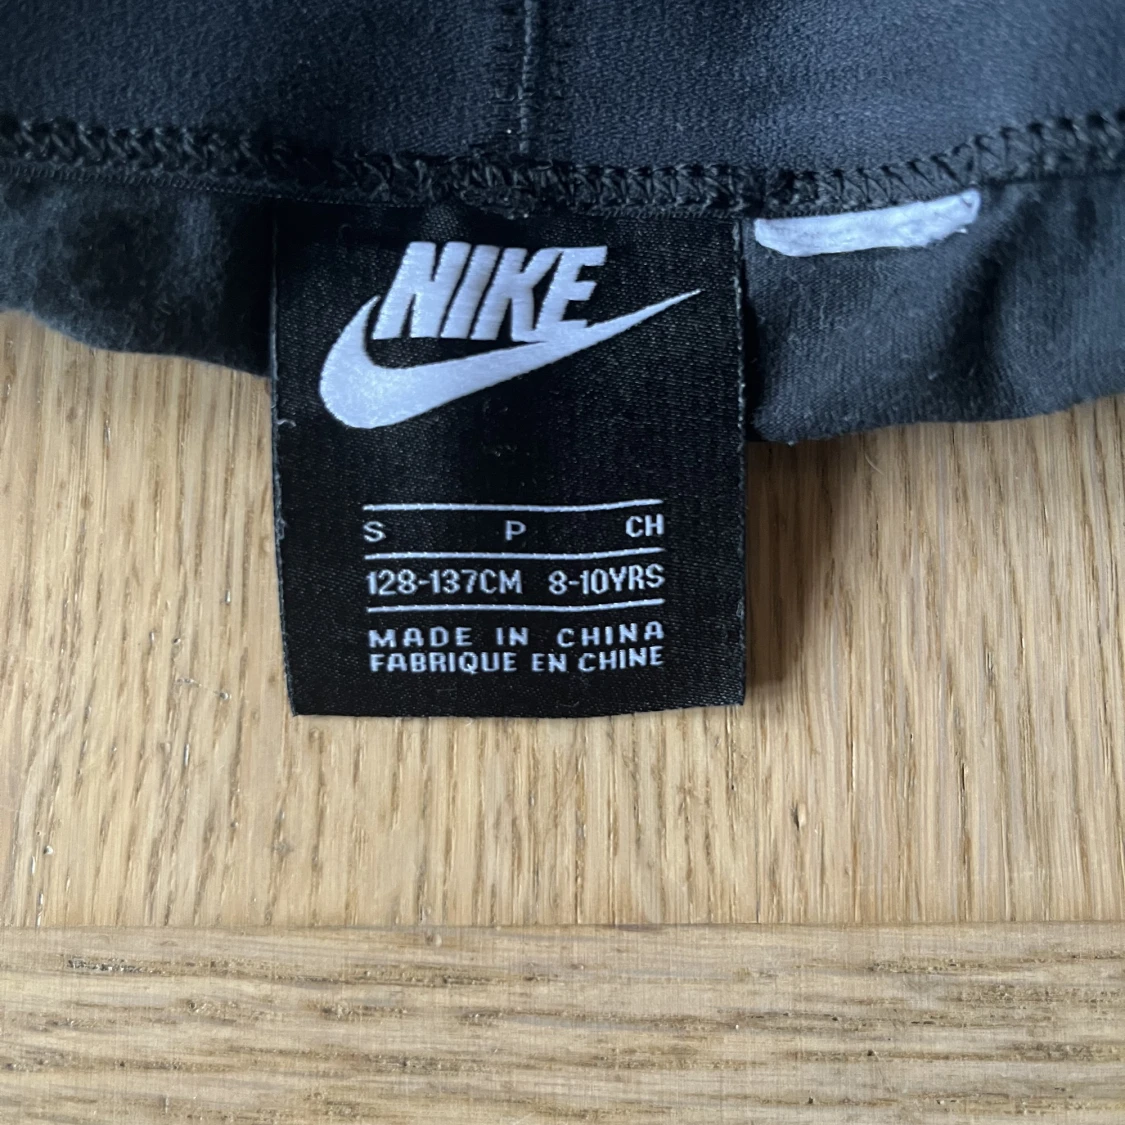 NIKE
S P CH
128-137CM 8-10YRS
MADE IN CHINA
FABRIQUE EN CHINE